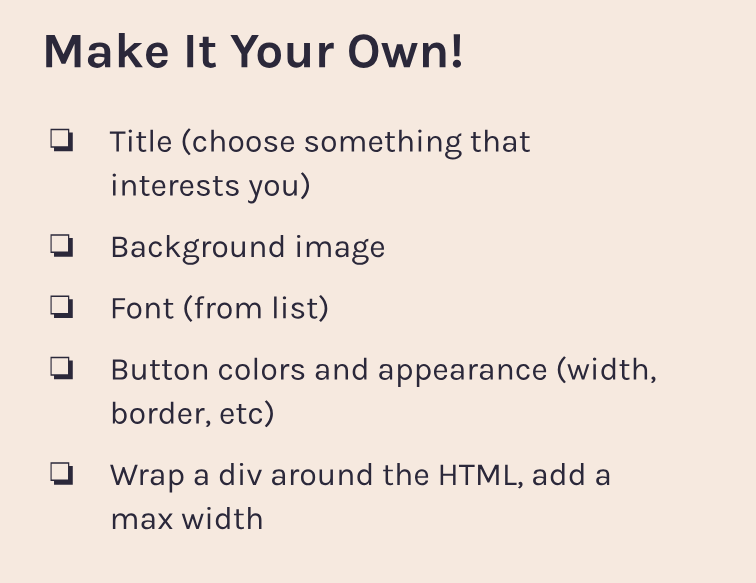 Make It Your Own!
❏ Title (choose something that
interests you)
❏ Background image
❏ Font (from list)
❏ Button colors and appearance (width,
border, etc)
❏ Wrap a div around the HTML, add a
max width